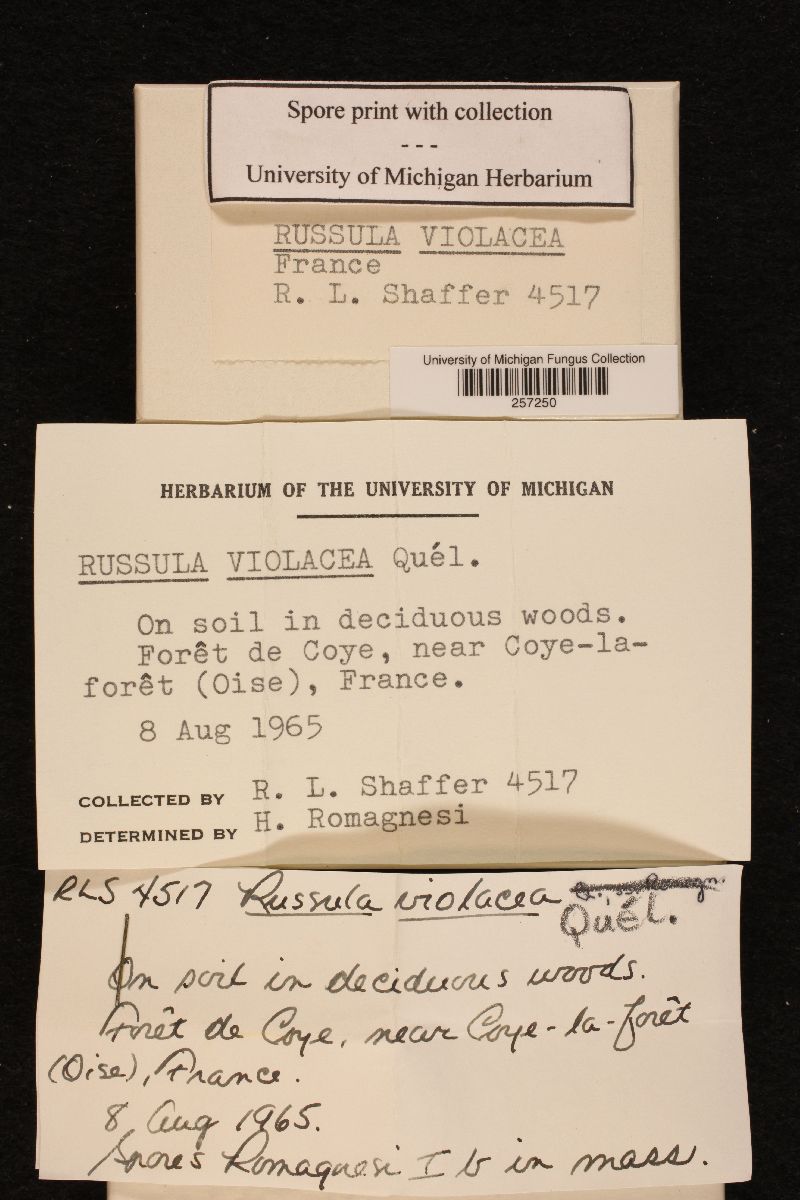 Spore print with collection
- - -
University of Michigan Herbarium
RUSSULA VIOLACEA
France
R. L. Shaffer 4517
University of Michigan Fungus Collection
257250
HERBARIUM OF THE UNIVERSITY OF MICHIGAN
RUSSULA VIOLACEA Quél.
On soil in deciduous woods.
Forêt de Coye, near Coye-la-
forêt (Oise), France.
8 Aug 1965
COLLECTED BY R. L. Shaffer 4517
DETERMINED BY H. Romagnesi
RLS 4517 Russula violacea
Quél.
On soil in deciduous woods.
Forêt de Coye, near Coye-la-forêt
(Oise), France.
8 Aug 1965.
Spores Romagnesi I b in mass.